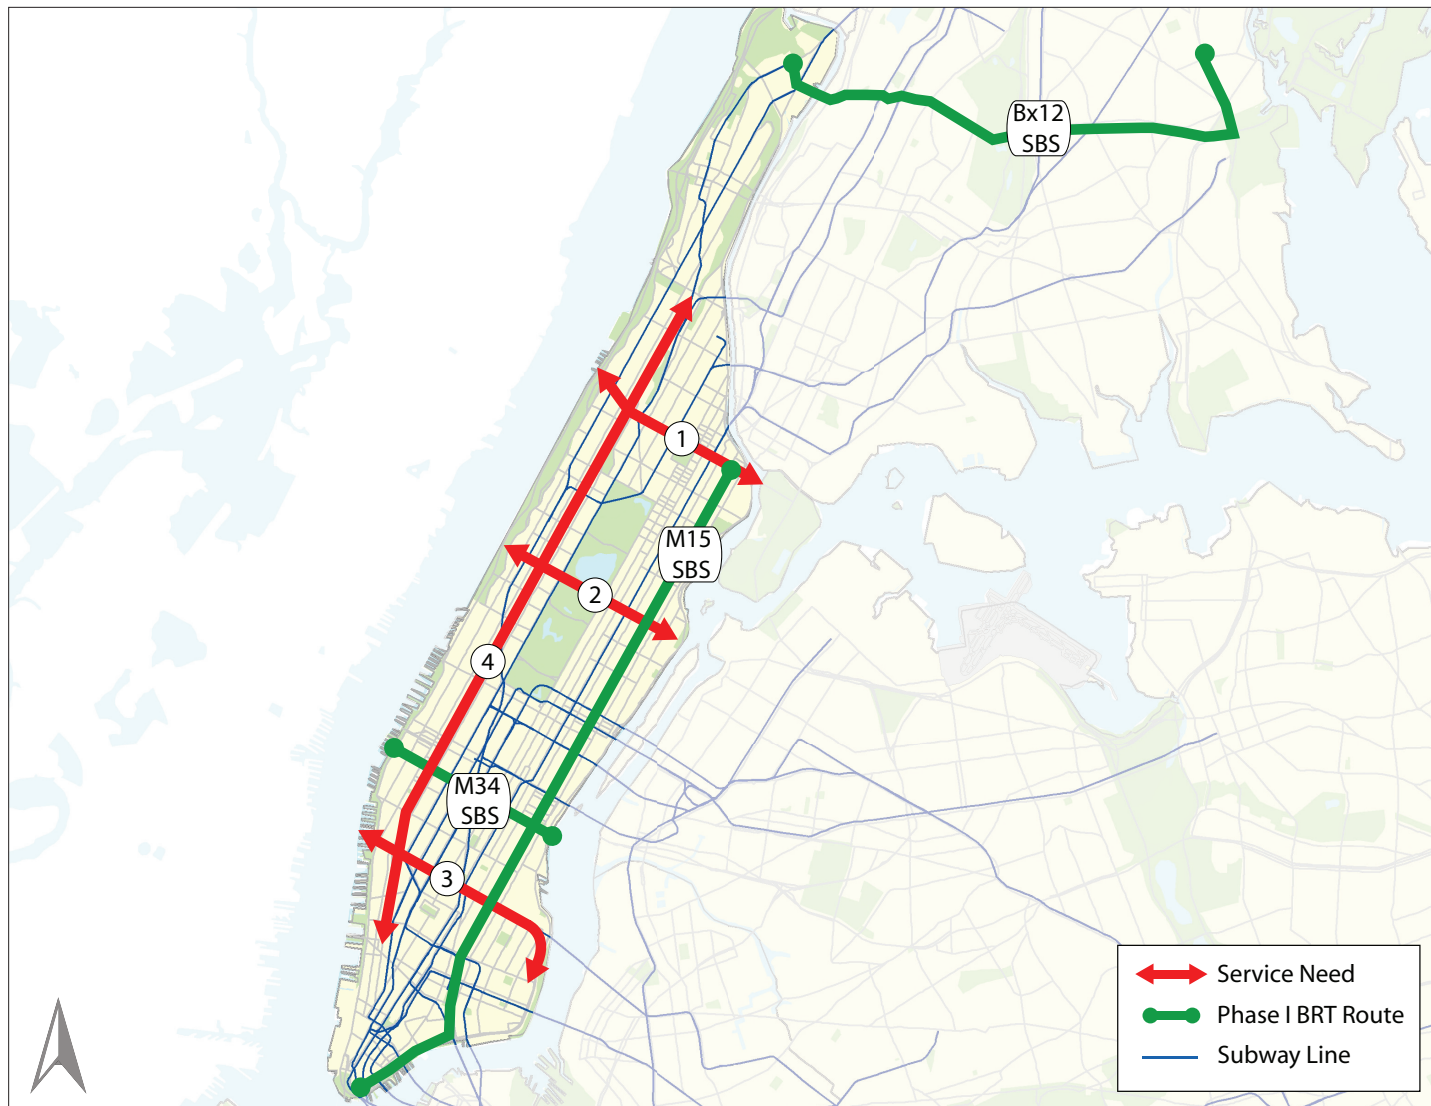 Bx12
SBS
1
M15
SBS
2
4
M34
SBS
3
Service Need
Phase I BRT Route
Subway Line